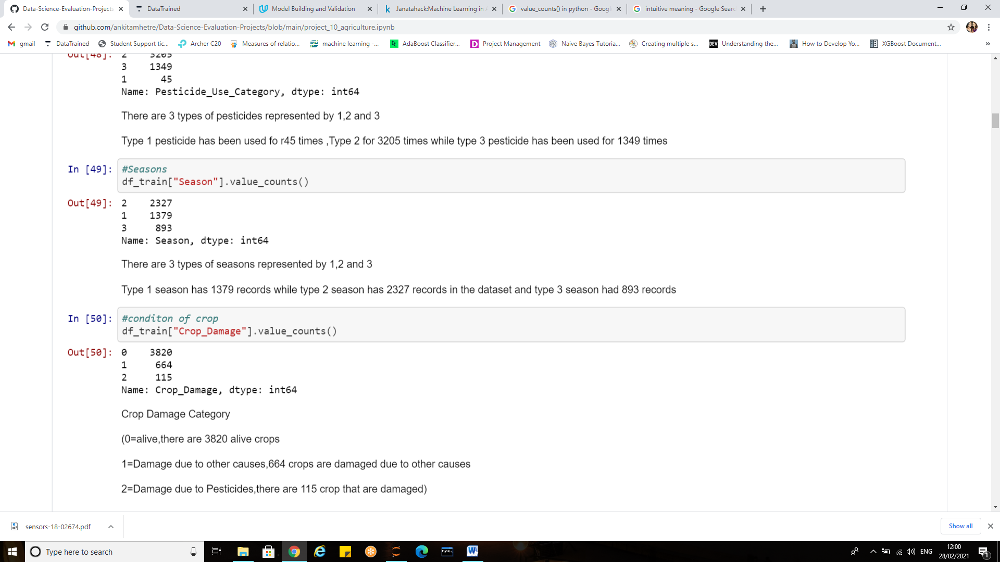 Data-Science-Evaluation-Projects
DataTrained
Model Building and Validation
Janatahack:Machine Learning in
value_counts() in python - Goog
intuitive meaning - Google Searc
github.com/ankitamhetre/Data-Science-Evaluation-Projects/blob/main/project_10_agriculture.ipynb
gmail
DataTrained
Student Support tic...
Archer C20
Measures of relatio...
machine learning -...
AdaBoost Classifier...
Project Management
Naive Bayes Tutoria...
Creating multiple s...
DEV
Understanding the...
How to Develop Yo...
XGBoost Document...
»
Out[48]: 2 3205
3 1349
1 45
Name: Pesticide_Use_Category, dtype: int64
There are 3 types of pesticides represented by 1,2 and 3
Type 1 pesticide has been used fo r45 times ,Type 2 for 3205 times while type 3 pesticide has been used for 1349 times
In [49]: #Seasons
df_train["Season"].value_counts()
Out[49]: 2 2327
1 1379
3 893
Name: Season, dtype: int64
There are 3 types of seasons represented by 1,2 and 3
Type 1 season has 1379 records while type 2 season has 2327 records in the dataset and type 3 season had 893 records
In [50]: #conditon of crop
df_train["Crop_Damage"].value_counts()
Out[50]: 0 3820
1 664
2 115
Name: Crop_Damage, dtype: int64
Crop Damage Category
(0=alive,there are 3820 alive crops
1=Damage due to other causes,664 crops are damaged due to other causes
2=Damage due to Pesticides,there are 115 crop that are damaged)
sensors-18-02674.pdf
Show all
Type here to search
ENG
12:00
28/02/2021
1